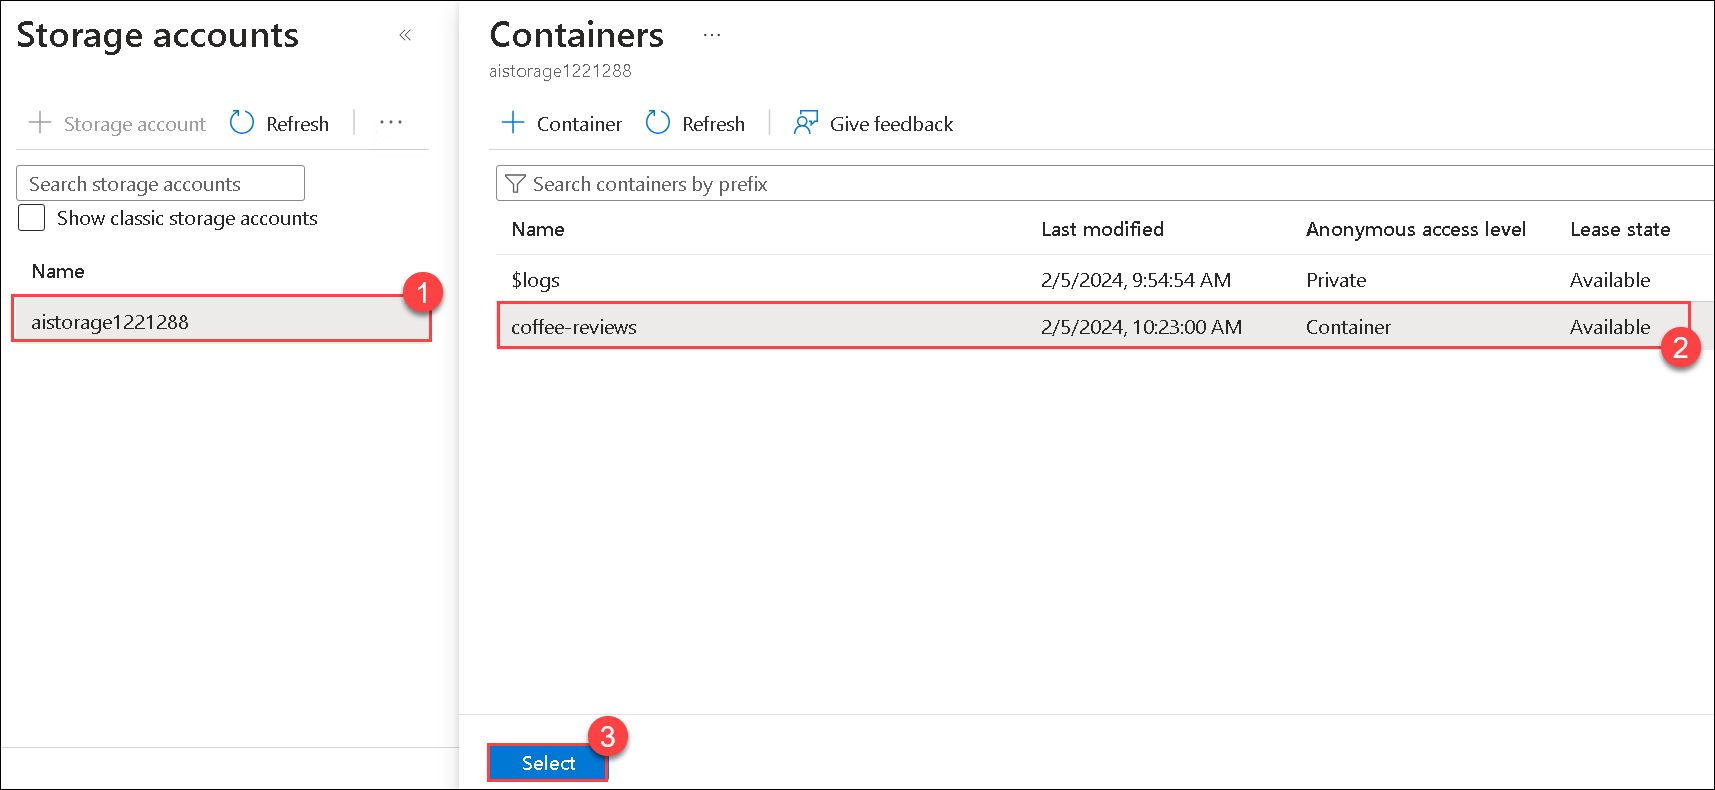 Storage accounts «
+ Storage account Refresh ...
Search storage accounts
Show classic storage accounts
Name
1
aistorage1221288
Containers ...
aistorage1221288
+ Container Refresh Give feedback
Search containers by prefix
Name Last modified Anonymous access level Lease state
$logs 2/5/2024, 9:54:54 AM Private Available
coffee-reviews 2/5/2024, 10:23:00 AM Container Available
2
3
Select